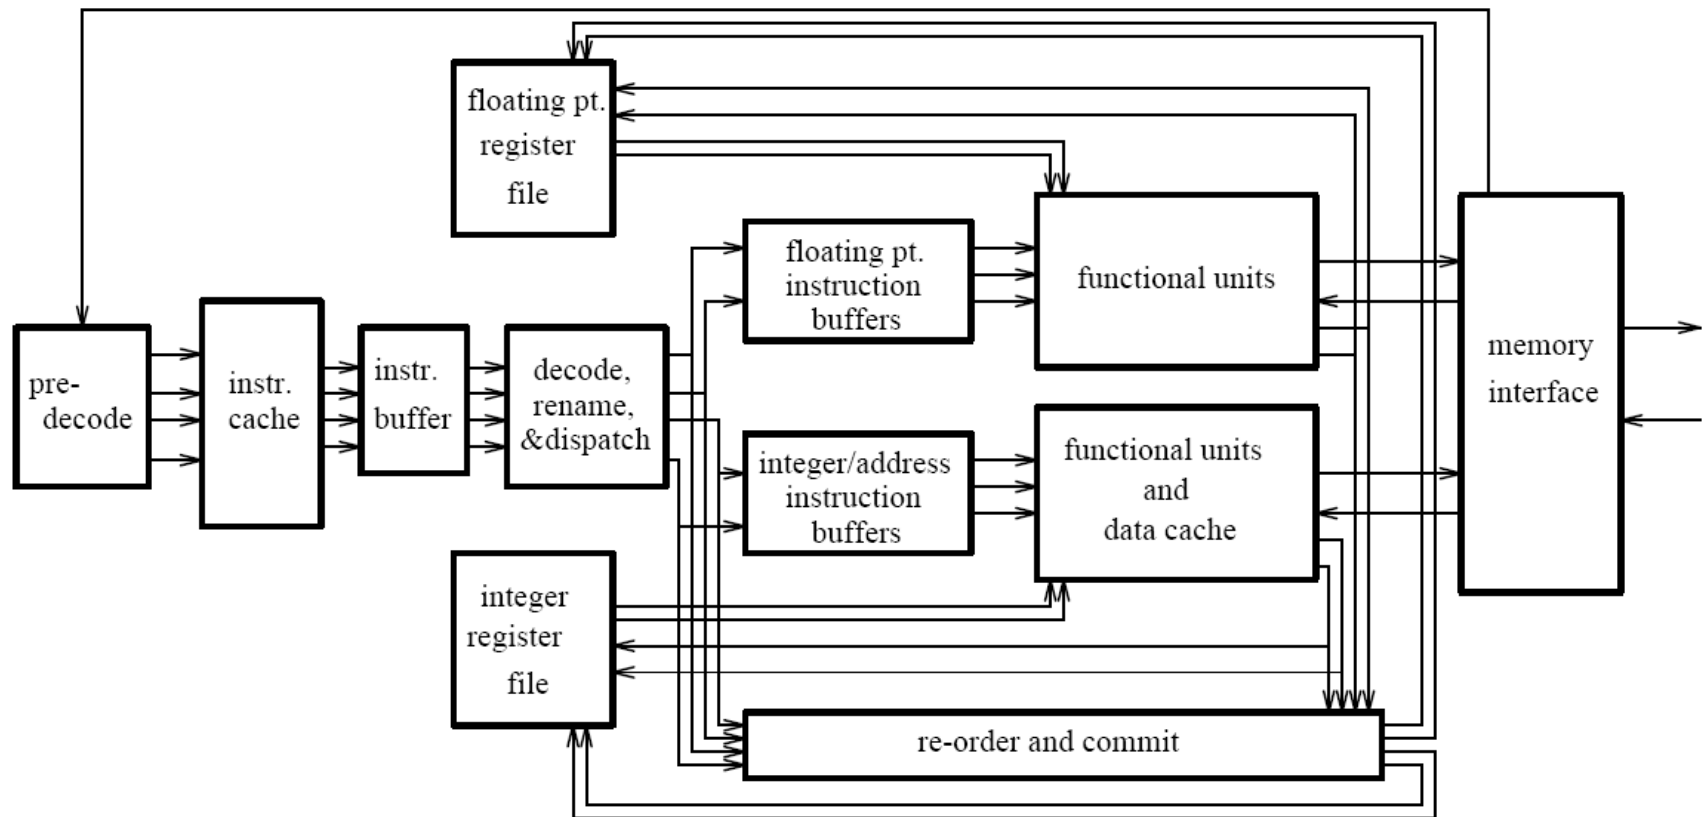 floating pt.
register
file
pre-
decode
instr.
cache
instr.
buffer
decode,
rename,
&dispatch
floating pt.
instruction
buffers
functional units
integer/address
instruction
buffers
functional units
and
data cache
memory
interface
integer
register
file
re-order and commit